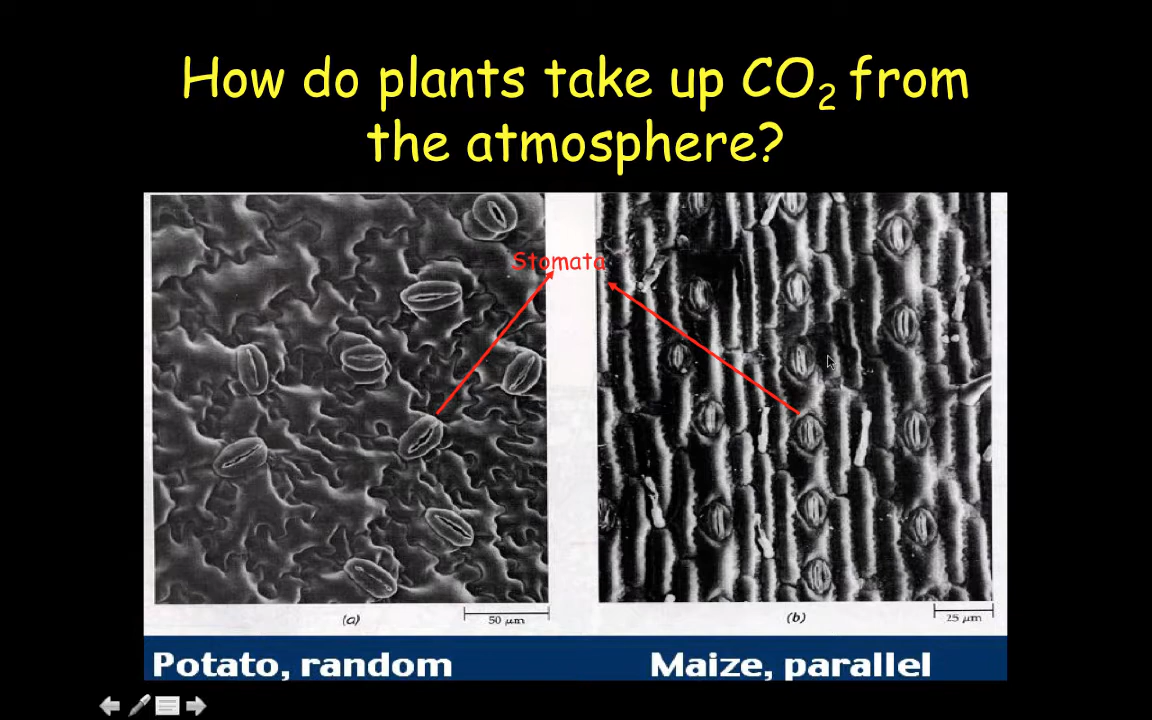 How do plants take up CO₂ from
the atmosphere?
Stomata
(a)
50 µm
(b)
25 µm
Potato, random
Maize, parallel